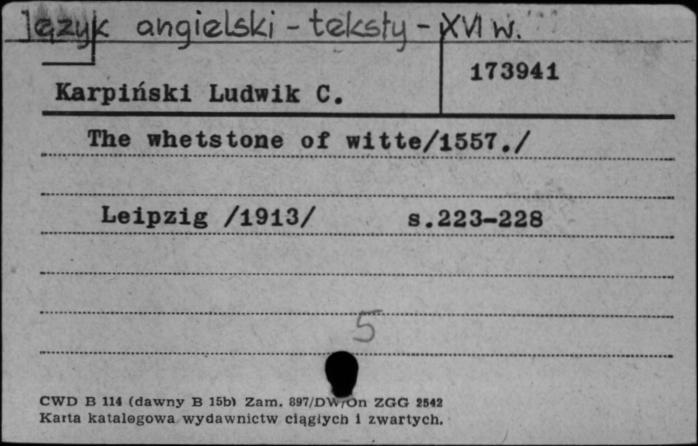 Język angielski - teksty - XVI w.
173941
Karpiński Ludwik C.
The whetstone of witte/1557./
Leipzig /1913/ s.223-228
5
CWD B 114 (dawny B 15b) Zam. 897/DW/On ZGG 2542
Karta katalogowa wydawnictw ciągłych i zwartych.